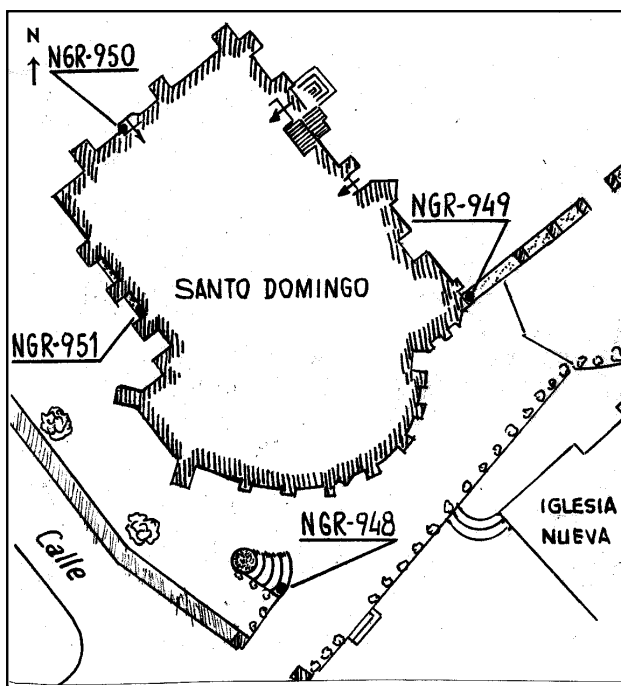 N
NGR-950
NGR-949
SANTO DOMINGO
NGR-951
IGLESIA
NUEVA
NGR-948
Calle